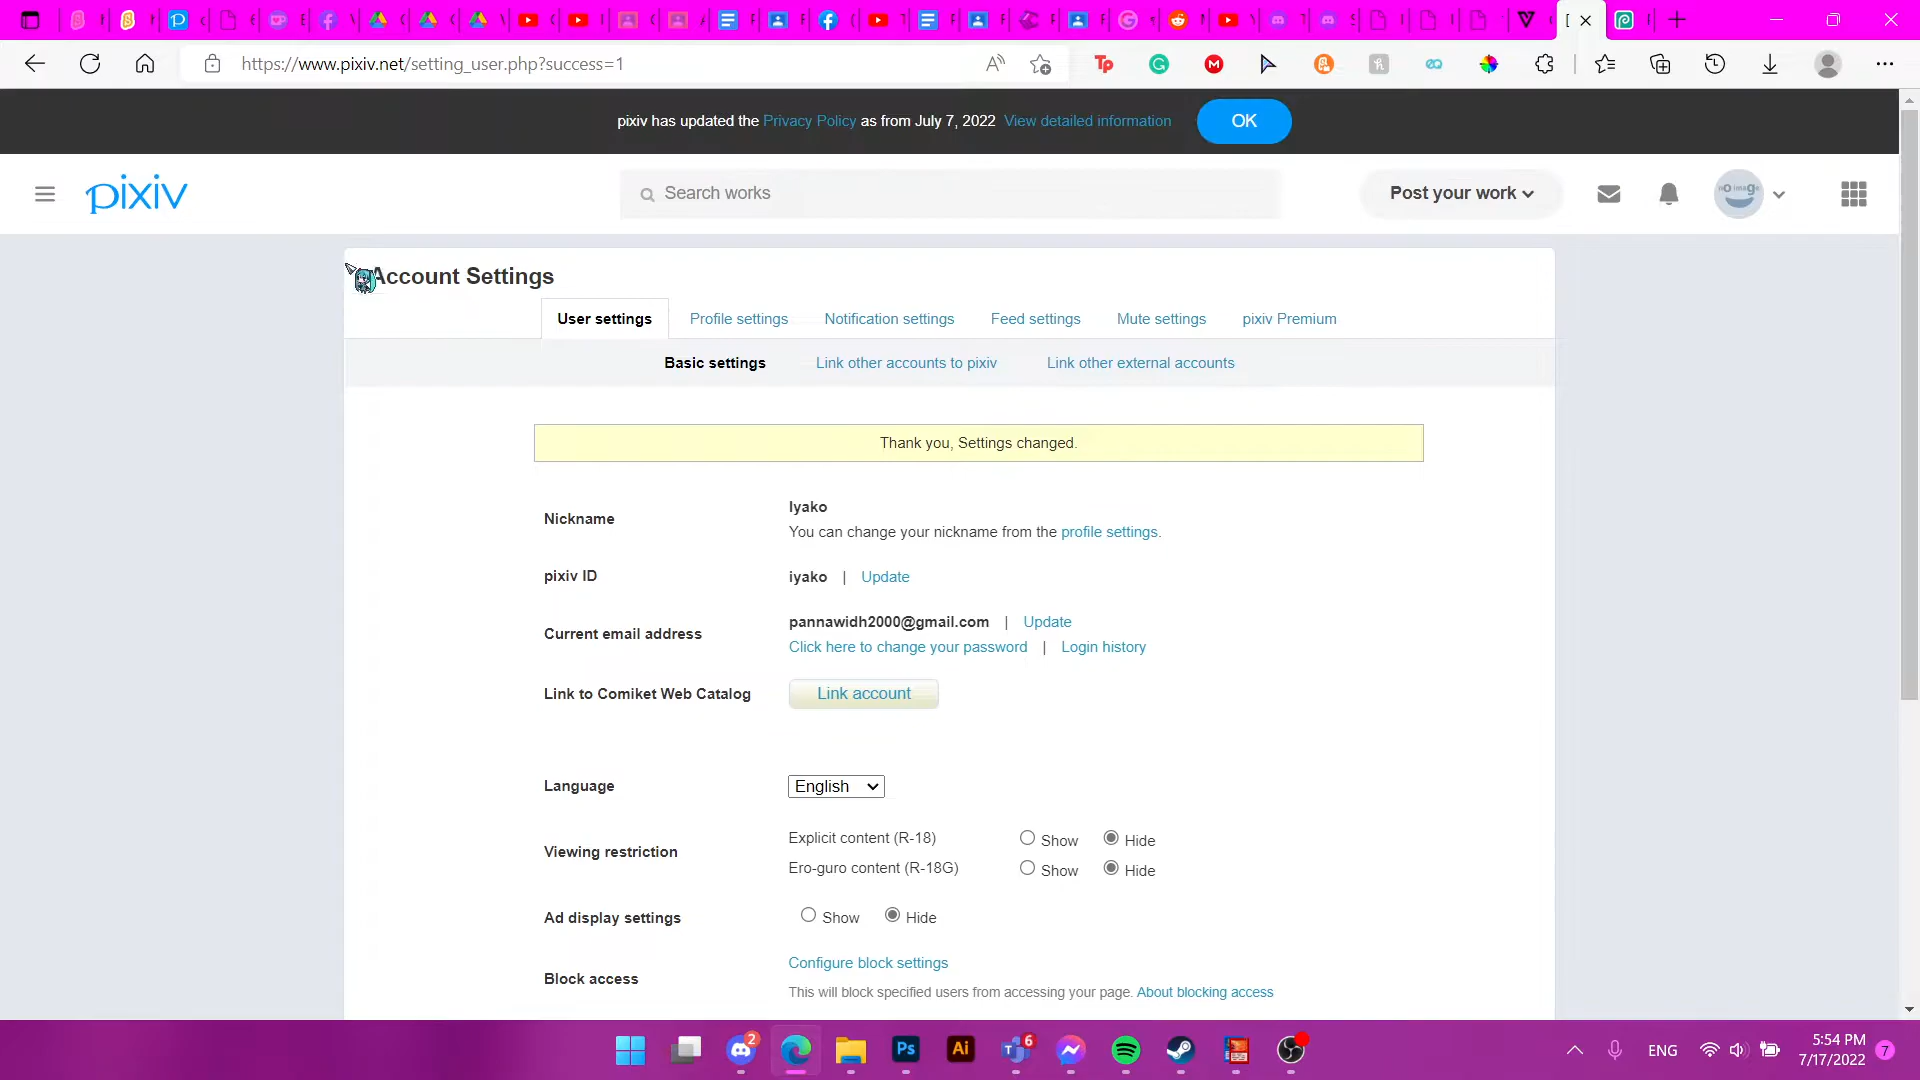 https://www.pixiv.net/setting_user.php?success=1
pixiv has updated the Privacy Policy as from July 7, 2022 View detailed information OK
pixiv
Search works
Post your work
no image
Account Settings
User settings Profile settings Notification settings Feed settings Mute settings pixiv Premium
Basic settings Link other accounts to pixiv Link other external accounts
Thank you, Settings changed.
Nickname
Iyako
You can change your nickname from the profile settings.
pixiv ID
iyako | Update
Current email address
pannawidh2000@gmail.com | Update
Click here to change your password | Login history
Link to Comiket Web Catalog
Link account
Language
English
Viewing restriction
Explicit content (R-18) Show Hide
Ero-guro content (R-18G) Show Hide
Ad display settings
Show Hide
Block access
Configure block settings
This will block specified users from accessing your page. About blocking access
2
Ps
Ai
6
ENG
5:54 PM
7/17/2022
7